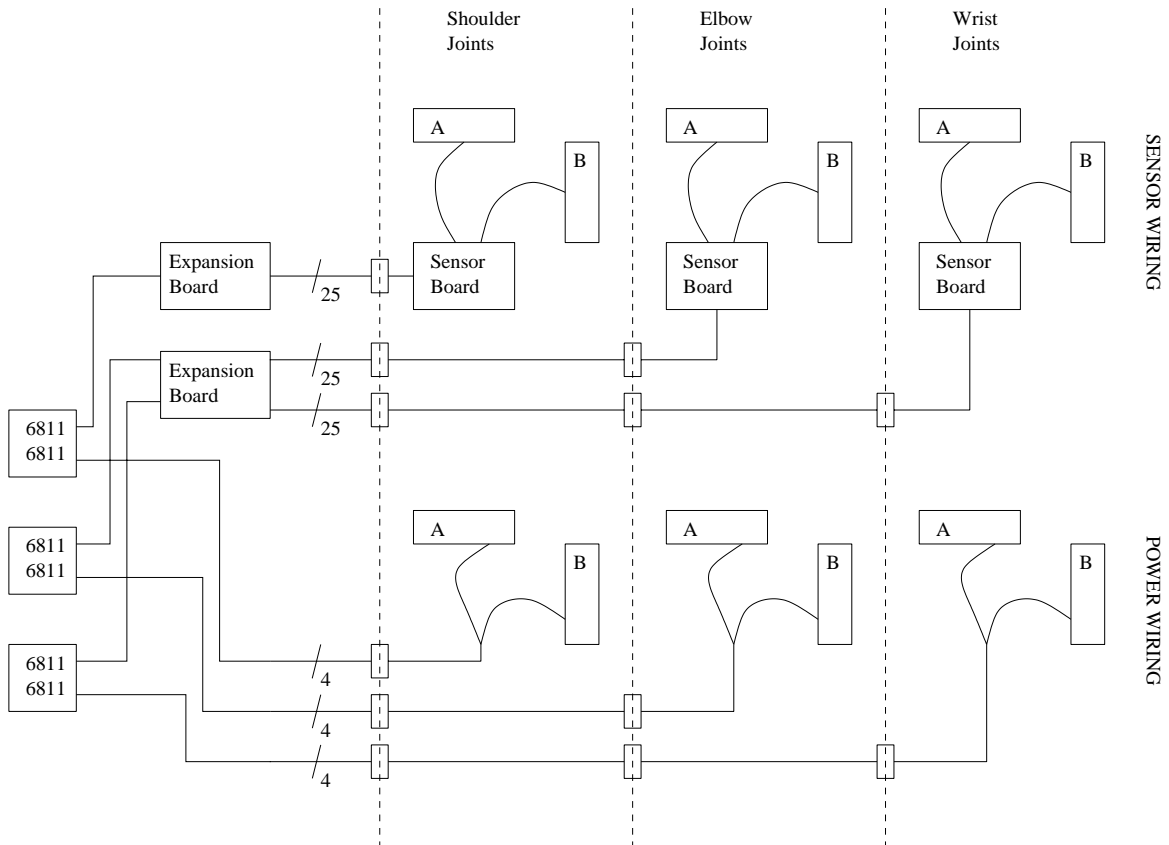 Shoulder
Joints
Elbow
Joints
Wrist
Joints
SENSOR WIRING
A
B
A
B
A
B
Expansion
Board
25
Sensor
Board
Sensor
Board
Sensor
Board
Expansion
Board
25
25
6811
6811
6811
6811
6811
6811
POWER WIRING
A
B
A
B
A
B
4
4
4